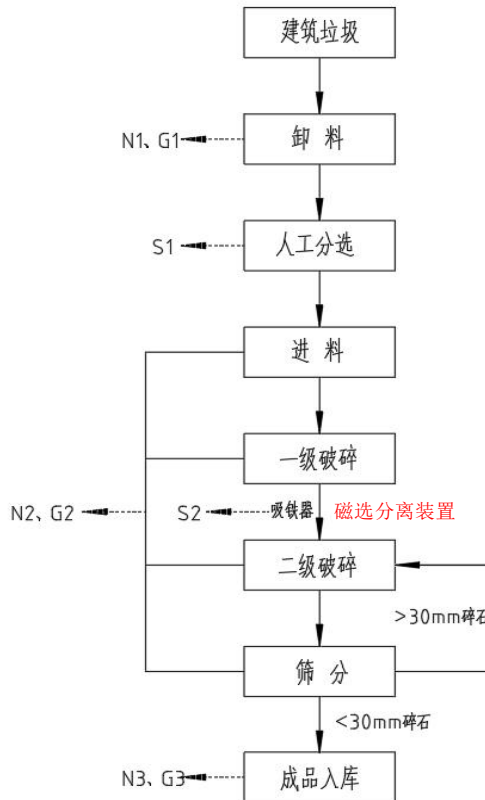 建筑垃圾
N1、G1
卸 料
S1
人工分选
进 料
一级破碎
N2、G2
S2
吸铁器
磁选分离装置
二级破碎
>30mm碎石
筛 分
<30mm碎石
N3、G3
成品入库